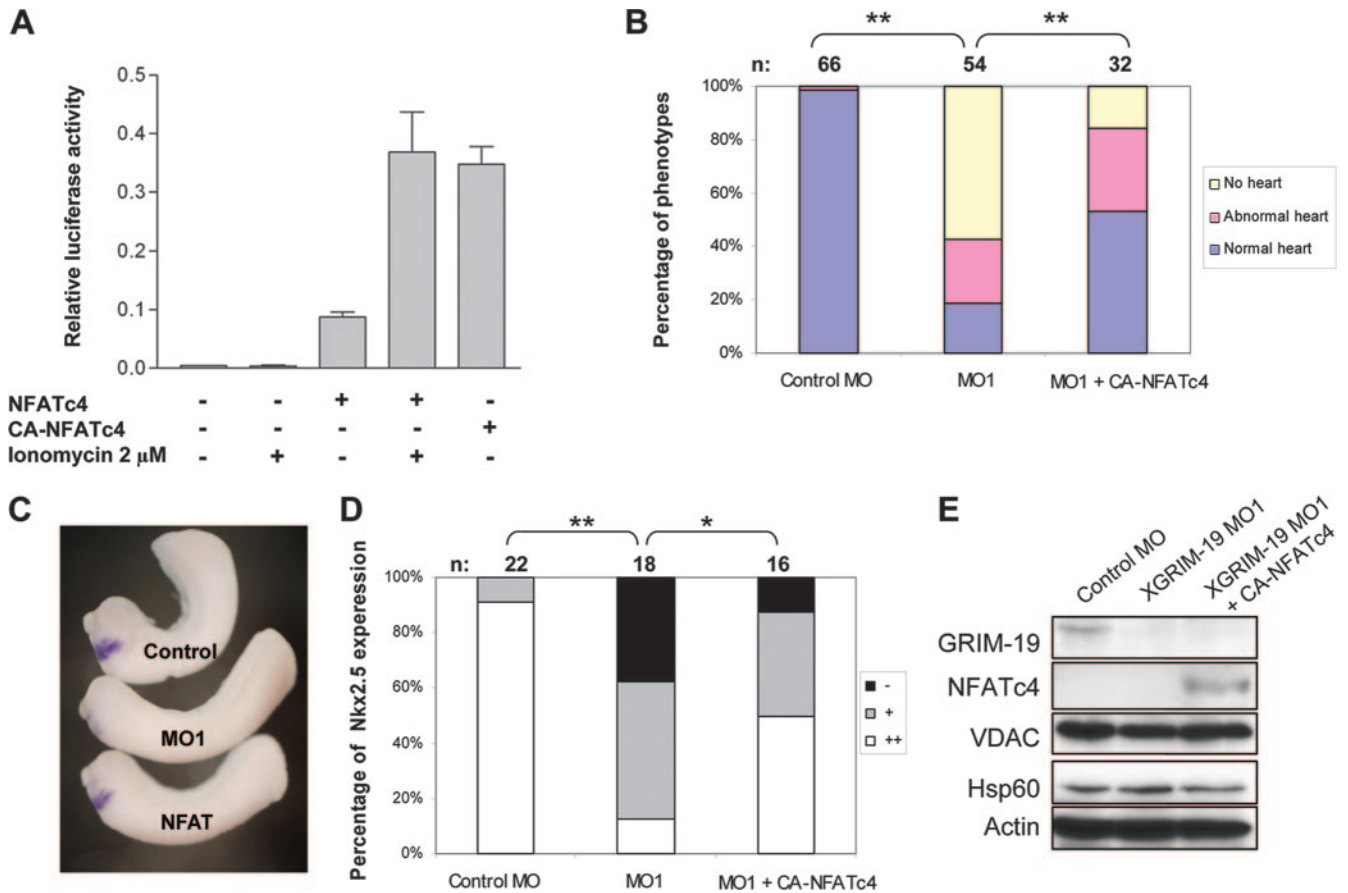 A
Relative luciferase activity
0.5
0.4
0.3
0.2
0.1
0.0
NFATc4 - - + + -
CA-NFATc4 - - - - +
Ionomycin 2 µM - + - + -
B
** **
n: 66 54 32
Percentage of phenotypes
100%
80%
60%
40%
20%
0%
Control MO MO1 MO1 + CA-NFATc4
No heart
Abnormal heart
Normal heart
C
Control
MO1
NFAT
D
** *
n: 22 18 16
Percentage of Nkx2.5 experession
100%
80%
60%
40%
20%
0%
Control MO MO1 MO1 + CA-NFATc4
-
+
++
E
Control MO
XGRIM-19 MO1
XGRIM-19 MO1
+ CA-NFATc4
GRIM-19
NFATc4
VDAC
Hsp60
Actin